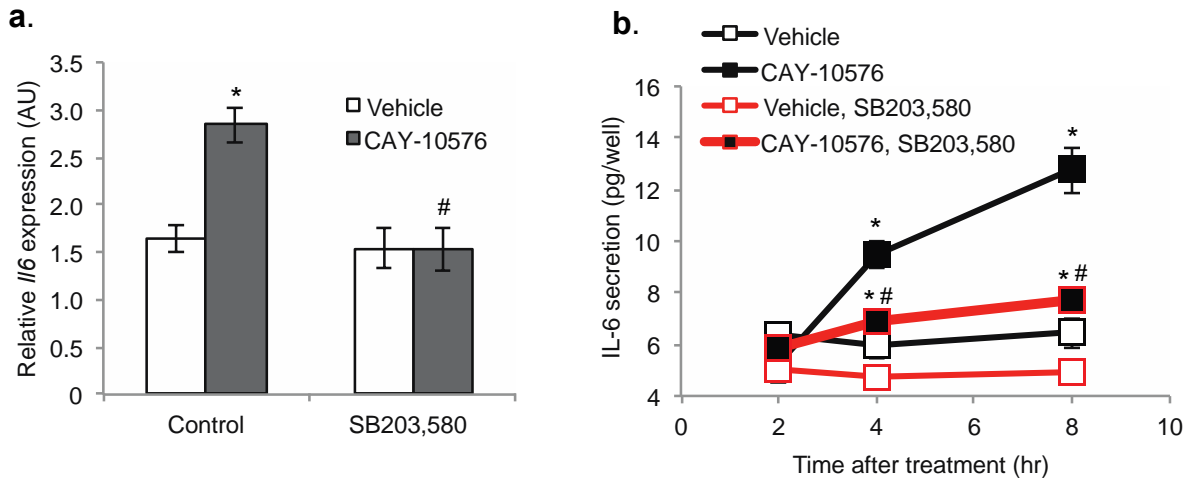 a.
Relative Il6 expression (AU)
3.5
3.0
2.5
2.0
1.5
1.0
0.5
0
*
#
Vehicle
CAY-10576
Control
SB203,580
b.
Vehicle
CAY-10576
Vehicle, SB203,580
CAY-10576, SB203,580
IL-6 secretion (pg/well)
16
14
12
10
8
6
4
*
*
* #
* #
0
2
4
6
8
10
Time after treatment (hr)